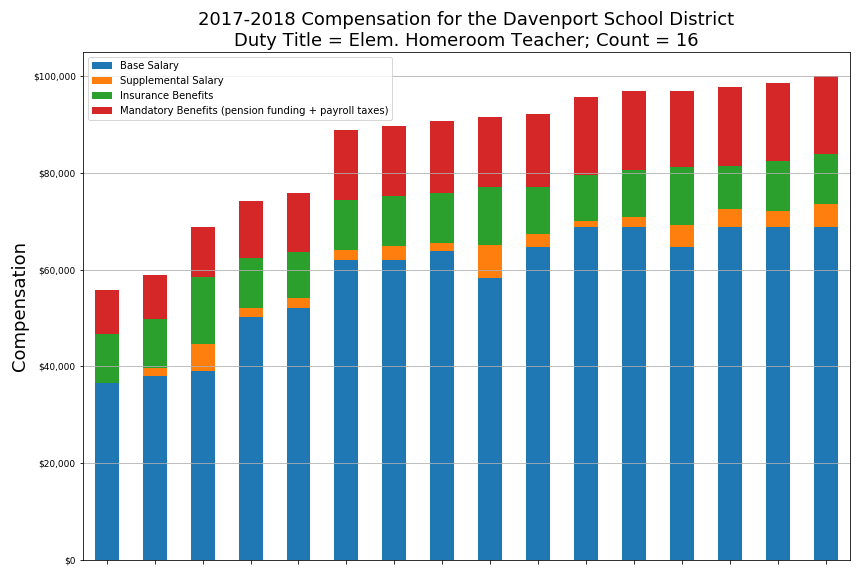 2017-2018 Compensation for the Davenport School District
Duty Title = Elem. Homeroom Teacher; Count = 16
Base Salary
Supplemental Salary
Insurance Benefits
Mandatory Benefits (pension funding + payroll taxes)
$100,000
$80,000
$60,000
$40,000
$20,000
$0
Compensation